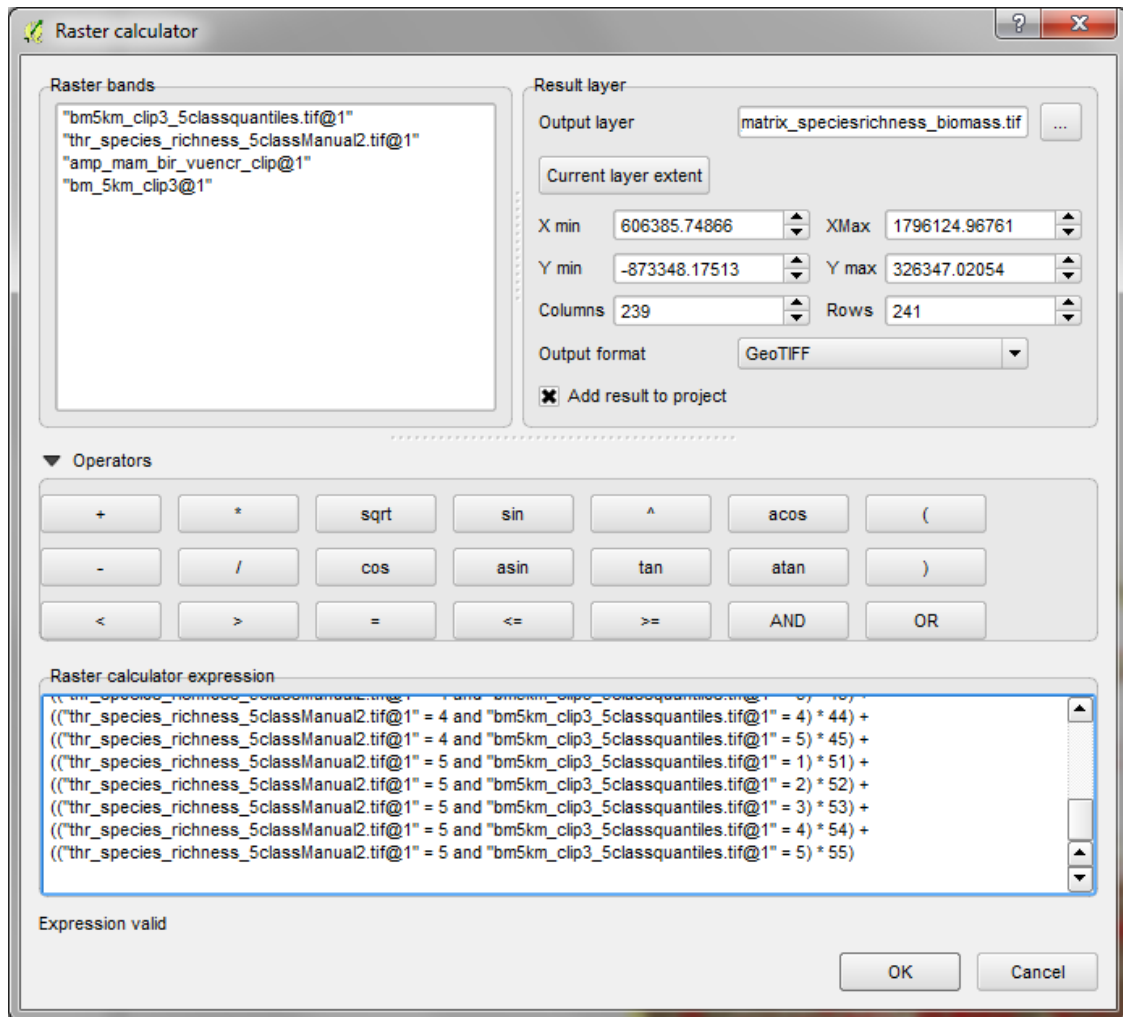 Raster calculator
Raster bands
"bm5km_clip3_5classquantiles.tif@1"
"thr_species_richness_5classManual2.tif@1"
"amp_mam_bir_vuencr_clip@1"
"bm_5km_clip3@1"
Result layer
Output layer matrix_speciesrichness_biomass.tif ...
Current layer extent
X min 606385.74866 XMax 1796124.96761
Y min -873348.17513 Y max 326347.02054
Columns 239 Rows 241
Output format GeoTIFF
Add result to project
Operators
+ * sqrt sin ^ acos (
- / cos asin tan atan )
< > = <= >= AND OR
Raster calculator expression
(("thr_species_richness_5classManual2.tif@1" = 4 and "bm5km_clip3_5classquantiles.tif@1" = 4) * 44) +
(("thr_species_richness_5classManual2.tif@1" = 4 and "bm5km_clip3_5classquantiles.tif@1" = 5) * 45) +
(("thr_species_richness_5classManual2.tif@1" = 5 and "bm5km_clip3_5classquantiles.tif@1" = 1) * 51) +
(("thr_species_richness_5classManual2.tif@1" = 5 and "bm5km_clip3_5classquantiles.tif@1" = 2) * 52) +
(("thr_species_richness_5classManual2.tif@1" = 5 and "bm5km_clip3_5classquantiles.tif@1" = 3) * 53) +
(("thr_species_richness_5classManual2.tif@1" = 5 and "bm5km_clip3_5classquantiles.tif@1" = 4) * 54) +
(("thr_species_richness_5classManual2.tif@1" = 5 and "bm5km_clip3_5classquantiles.tif@1" = 5) * 55)
Expression valid
OK Cancel